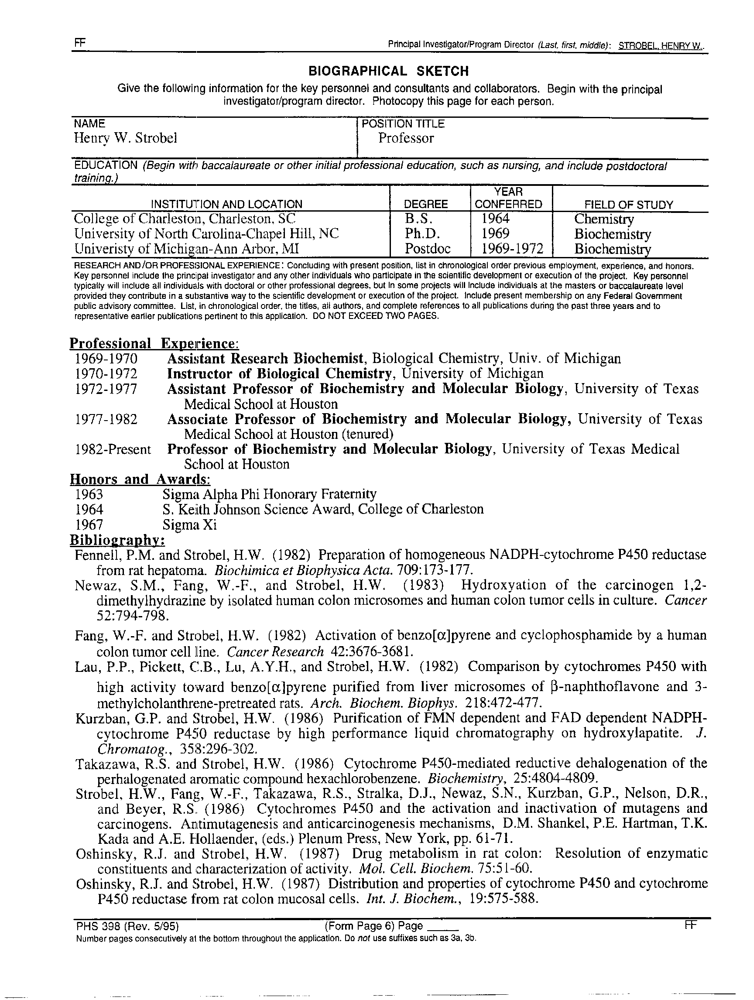 FF
Principal Investigator/Program Director (Last, first, middle): STROBEL, HENRY W..
BIOGRAPHICAL SKETCH
Give the following information for the key personnel and consultants and collaborators. Begin with the principal
investigator/program director. Photocopy this page for each person.
NAME
POSITION TITLE
Henry W. Strobel
Professor
EDUCATION (Begin with baccalaureate or other initial professional education, such as nursing, and include postdoctoral
training.)
INSTITUTION AND LOCATION
DEGREE
YEAR
CONFERRED
FIELD OF STUDY
College of Charleston, Charleston, SC B.S. 1964 Chemistry
University of North Carolina-Chapel Hill, NC Ph.D. 1969 Biochemistry
Univeristy of Michigan-Ann Arbor, MI Postdoc 1969-1972 Biochemistry
RESEARCH AND/OR PROFESSIONAL EXPERIENCE: Concluding with present position, list in chronological order previous employment, experience, and honors.
Key personnel include the principal investigator and any other individuals who participate in the scientific development or execution of the project. Key personnel
typically will include all individuals with doctoral or other professional degrees, but in some projects will include individuals at the masters or baccalaureate level
provided they contribute in a substantive way to the scientific development or execution of the project. Include present membership on any Federal Government
public advisory committee. List, in chronological order, the titles, all authors, and complete references to all publications during the past three years and to
representative earlier publications pertinent to this application. DO NOT EXCEED TWO PAGES.
Professional Experience:
1969-1970 Assistant Research Biochemist, Biological Chemistry, Univ. of Michigan
1970-1972 Instructor of Biological Chemistry, University of Michigan
1972-1977 Assistant Professor of Biochemistry and Molecular Biology, University of Texas
Medical School at Houston
1977-1982 Associate Professor of Biochemistry and Molecular Biology, University of Texas
Medical School at Houston (tenured)
1982-Present Professor of Biochemistry and Molecular Biology, University of Texas Medical
School at Houston
Honors and Awards:
1963 Sigma Alpha Phi Honorary Fraternity
1964 S. Keith Johnson Science Award, College of Charleston
1967 Sigma Xi
Bibliography:
Fennell, P.M. and Strobel, H.W. (1982) Preparation of homogeneous NADPH-cytochrome P450 reductase
from rat hepatoma. Biochimica et Biophysica Acta. 709:173-177.
Newaz, S.M., Fang, W.-F., and Strobel, H.W. (1983) Hydroxyation of the carcinogen 1,2-
dimethylhydrazine by isolated human colon microsomes and human colon tumor cells in culture. Cancer
52:794-798.
Fang, W.-F. and Strobel, H.W. (1982) Activation of benzo[α]pyrene and cyclophosphamide by a human
colon tumor cell line. Cancer Research 42:3676-3681.
Lau, P.P., Pickett, C.B., Lu, A.Y.H., and Strobel, H.W. (1982) Comparison by cytochromes P450 with
high activity toward benzo[α]pyrene purified from liver microsomes of β-naphthoflavone and 3-
methylcholanthrene-pretreated rats. Arch. Biochem. Biophys. 218:472-477.
Kurzban, G.P. and Strobel, H.W. (1986) Purification of FMN dependent and FAD dependent NADPH-
cytochrome P450 reductase by high performance liquid chromatography on hydroxylapatite. J.
Chromatog., 358:296-302.
Takazawa, R.S. and Strobel, H.W. (1986) Cytochrome P450-mediated reductive dehalogenation of the
perhalogenated aromatic compound hexachlorobenzene. Biochemistry, 25:4804-4809.
Strobel, H.W., Fang, W.-F., Takazawa, R.S., Stralka, D.J., Newaz, S.N., Kurzban, G.P., Nelson, D.R.,
and Beyer, R.S. (1986) Cytochromes P450 and the activation and inactivation of mutagens and
carcinogens. Antimutagenesis and anticarcinogenesis mechanisms, D.M. Shankel, P.E. Hartman, T.K.
Kada and A.E. Hollaender, (eds.) Plenum Press, New York, pp. 61-71.
Oshinsky, R.J. and Strobel, H.W. (1987) Drug metabolism in rat colon: Resolution of enzymatic
constituents and characterization of activity. Mol. Cell. Biochem. 75:51-60.
Oshinsky, R.J. and Strobel, H.W. (1987) Distribution and properties of cytochrome P450 and cytochrome
P450 reductase from rat colon mucosal cells. Int. J. Biochem., 19:575-588.
PHS 398 (Rev. 5/95) (Form Page 6) Page _____ FF
Number pages consecutively at the bottom throughout the application. Do not use suffixes such as 3a, 3b.